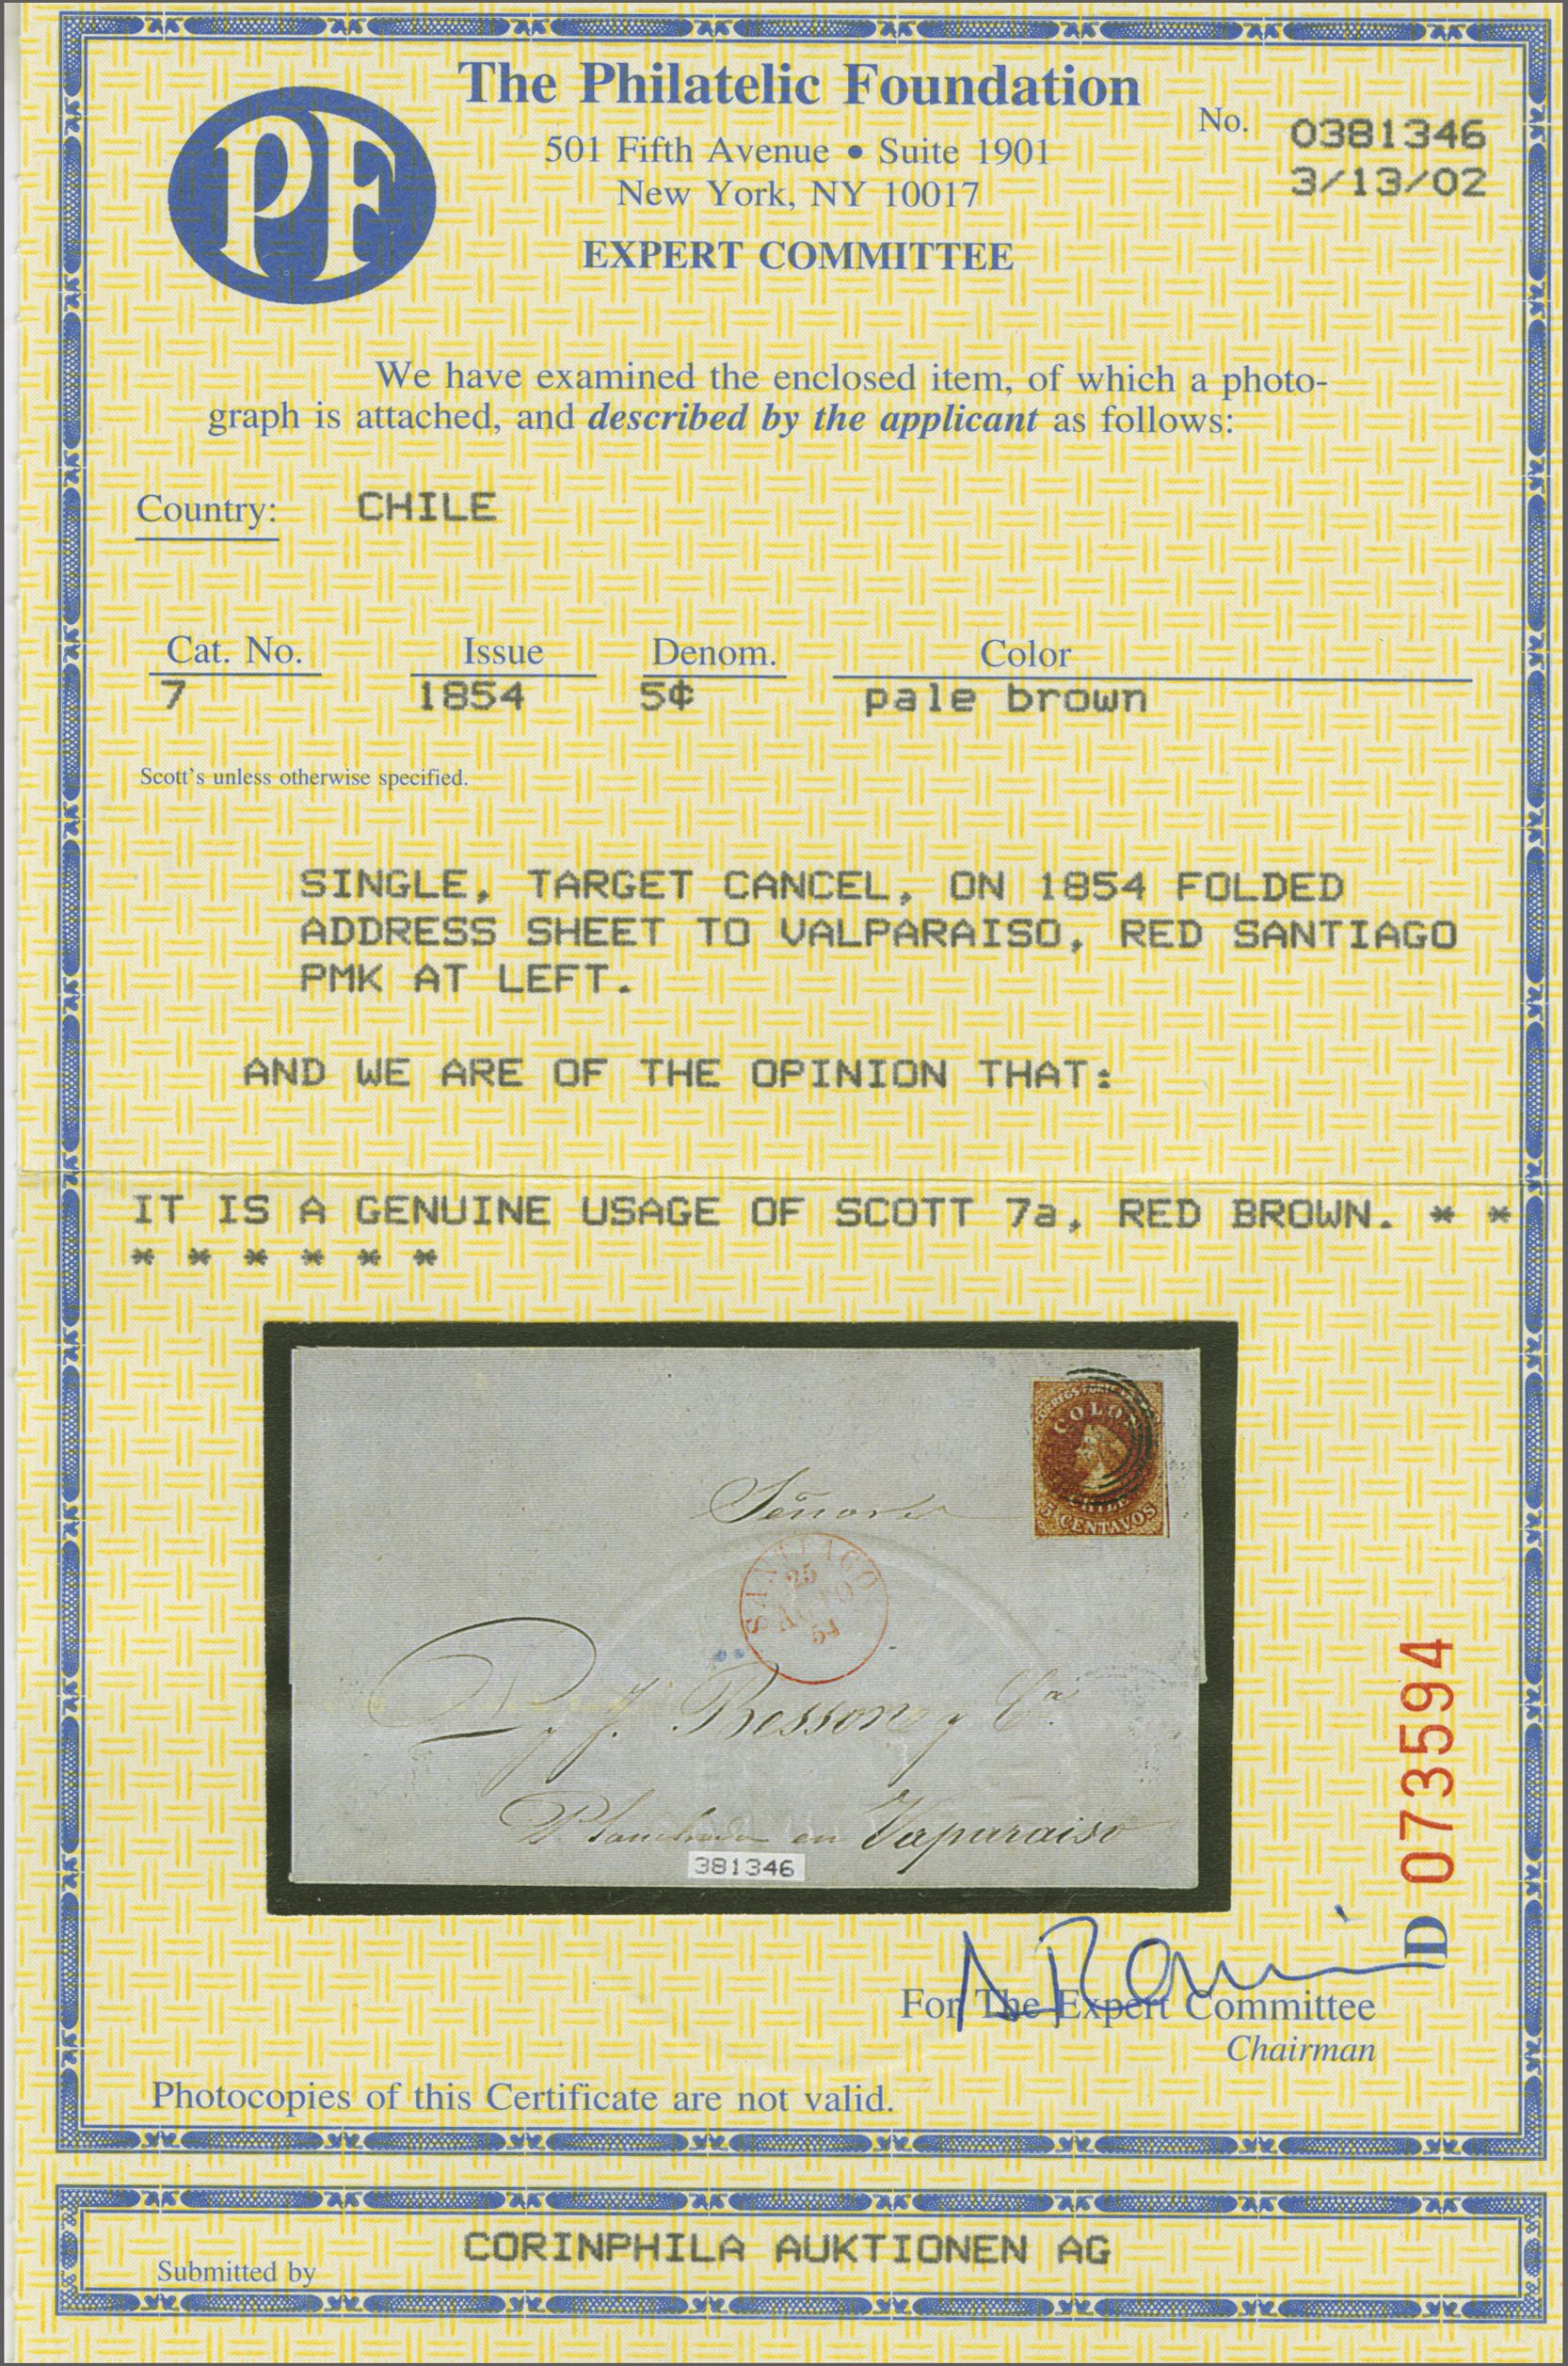 PF
The Philatelic Foundation
501 Fifth Avenue • Suite 1901
New York, NY 10017
EXPERT COMMITTEE
No. 0381346
3/13/02
We have examined the enclosed item, of which a photo-
graph is attached, and described by the applicant as follows:
Country: CHILE
Cat. No. Issue Denom. Color
7 1854 5¢ pale brown
Scott's unless otherwise specified.
SINGLE, TARGET CANCEL, ON 1854 FOLDED
ADDRESS SHEET TO VALPARAISO, RED SANTIAGO
PMK AT LEFT.
AND WE ARE OF THE OPINION THAT:
IT IS A GENUINE USAGE OF SCOTT 7a, RED BROWN. * *
* * * * * *
COLON
CHILE
5 CENTAVOS
Señores
SANTIAGO
25
AGTO
54
y J. Besson y Ca.
en Vaparaiso
381346
D 073594
For The Expert Committee
Chairman
Photocopies of this Certificate are not valid.
CORINPHILA AUKTIONEN AG
Submitted by